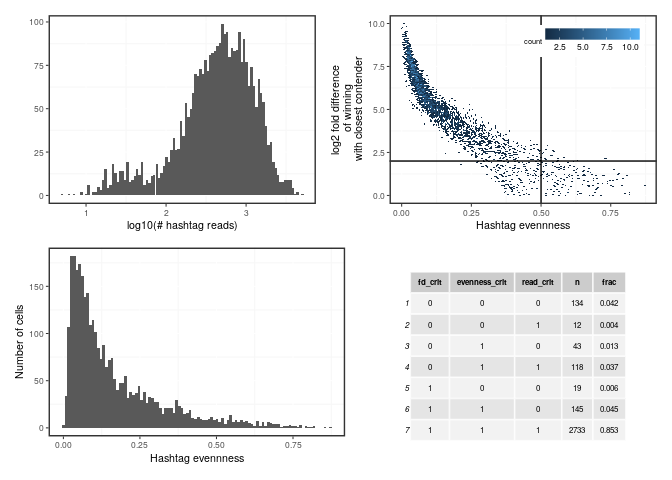 100
75
50
25
0
1
2
3
log10(# hashtag reads)
log2 fold difference
of winning
with closest contender
10.0
7.5
5.0
2.5
0.0
count
2.5 5.0 7.5 10.0
0.00
0.25
0.50
0.75
Hashtag evennness
Number of cells
150
100
50
0
0.00
0.25
0.50
0.75
Hashtag evennness
fd_crit evenness_crit read_crit n frac
1 0 0 0 134 0.042
2 0 0 1 12 0.004
3 0 1 0 43 0.013
4 0 1 1 118 0.037
5 1 0 0 19 0.006
6 1 1 0 145 0.045
7 1 1 1 2733 0.853